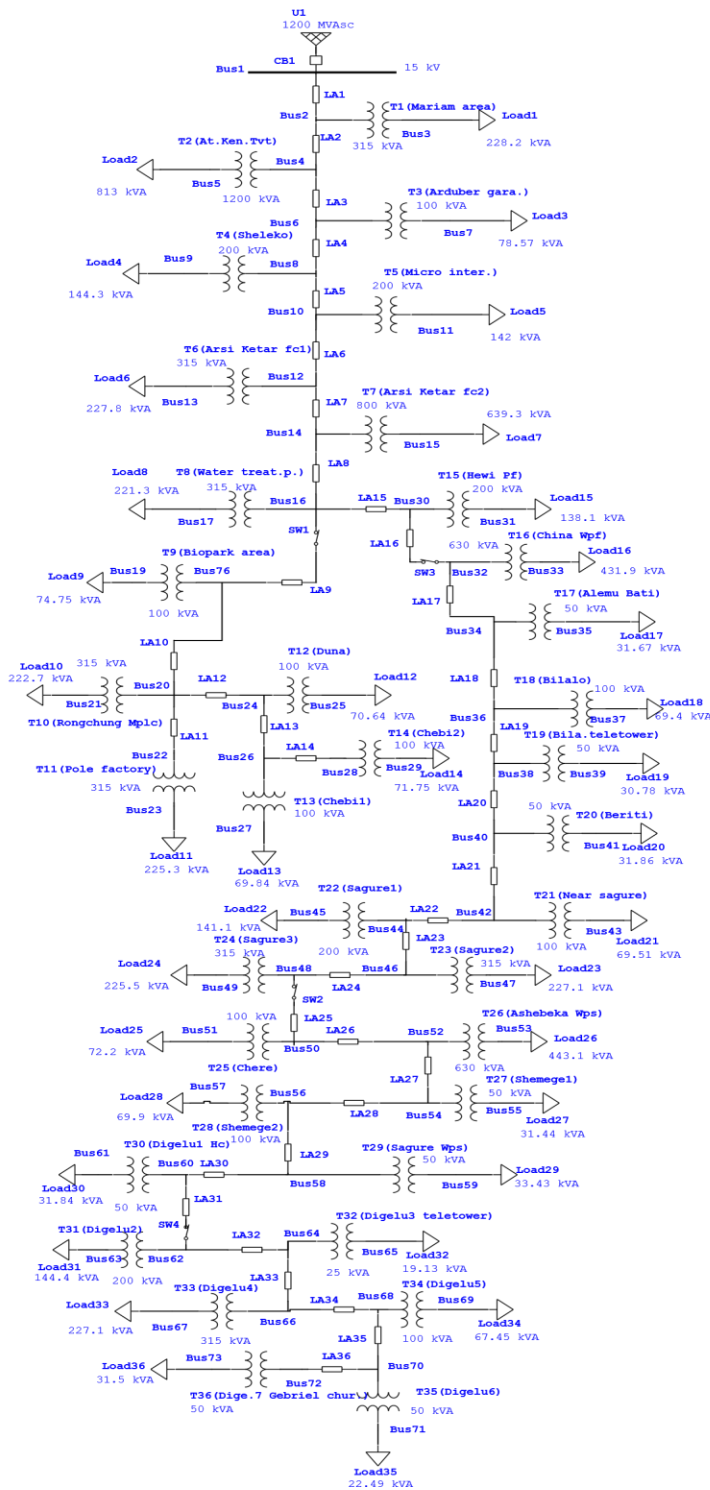 U1
1200 MVAsc
CB1
Bus1
15 kV
LA1
T1(Mariam area)
Load1
Bus2
Bus3
315 kVA
228.2 kVA
LA2
T2(At.Ken.Tvt)
Load2
Bus4
Bus5
813 kVA
1200 kVA
T3(Arduber gara.)
100 kVA
LA3
Load3
Bus6
Bus7
78.57 kVA
T4(Sheleko)
200 kVA
LA4
Load4
Bus9
Bus8
144.3 kVA
T5(Micro inter.)
200 kVA
LA5
Load5
Bus10
Bus11
142 kVA
T6(Arsi Ketar fc1)
315 kVA
LA6
Load6
Bus12
Bus13
227.8 kVA
T7(Arsi Ketar fc2)
800 kVA
639.3 kVA
LA7
Bus14
Bus15
Load7
LA8
T8(Water treat.p.)
315 kVA
Load8
221.3 kVA
Bus16
Bus17
LA15
Bus30
T15(Hewi Pf)
200 kVA
Load15
Bus31
138.1 kVA
SW1
LA16
T16(China Wpf)
630 kVA
Load16
SW3
Bus32
Bus33
431.9 kVA
T9(Biopark area)
Bus19
Bus76
Load9
74.75 kVA
100 kVA
LA9
LA17
T17(Alemu Bati)
50 kVA
Bus34
Bus35
Load17
31.67 kVA
LA10
T12(Duna)
100 kVA
Load10
222.7 kVA
315 kVA
Bus21
Bus20
LA12
Load12
Bus24
Bus25
70.64 kVA
T10(Rongchung Mplc)
LA18
T18(Bilalo)
100 kVA
Load18
Bus36
Bus37
69.4 kVA
LA11
LA13
T14(Chebi2)
100 kVA
LA19
T19(Bila.teletower)
50 kVA
Bus22
Bus26
LA14
Bus28
Bus29
Load14
71.75 kVA
Bus38
Bus39
Load19
30.78 kVA
T11(Pole factory)
315 kVA
Bus23
T13(Chebi1)
100 kVA
Bus27
LA20
50 kVA
T20(Beriti)
Bus40
Bus41
Load20
31.86 kVA
Load11
225.3 kVA
Load13
69.84 kVA
LA21
T22(Sagure1)
Load22
141.1 kVA
Bus45
Bus44
200 kVA
LA22
Bus42
T21(Near sagure)
100 kVA
Bus43
Load21
69.51 kVA
LA23
T24(Sagure3)
315 kVA
T23(Sagure2)
315 kVA
Load24
225.5 kVA
Bus49
Bus48
LA24
Bus46
Bus47
Load23
227.1 kVA
SW2
LA25
T26(Ashebeka Wps)
100 kVA
Load25
72.2 kVA
Bus51
Bus50
LA26
Bus52
Bus53
Load26
443.1 kVA
630 kVA
T25(Chere)
LA27
T27(Shemege1)
50 kVA
Load28
69.9 kVA
Bus57
Bus56
LA28
Bus54
Bus55
Load27
31.44 kVA
T28(Shemege2)
100 kVA
LA29
T30(Digelu1 Hc)
Bus61
Bus60
LA30
Load30
31.84 kVA
50 kVA
Bus58
T29(Sagure Wps)
50 kVA
Bus59
Load29
33.43 kVA
LA31
SW4
T31(Digelu2)
Load31
144.4 kVA
Bus63
Bus62
200 kVA
LA32
Bus64
T32(Digelu3 teletower)
Bus65
Load32
25 kVA
19.13 kVA
LA33
T33(Digelu4)
Load33
227.1 kVA
Bus67
315 kVA
Bus66
LA34
Bus68
T34(Digelu5)
Bus69
100 kVA
Load34
67.45 kVA
LA35
Load36
31.5 kVA
Bus73
Bus72
LA36
Bus70
T36(Dige.7 Gebriel chur.)
50 kVA
T35(Digelu6)
50 kVA
Bus71
Load35
22.49 kVA